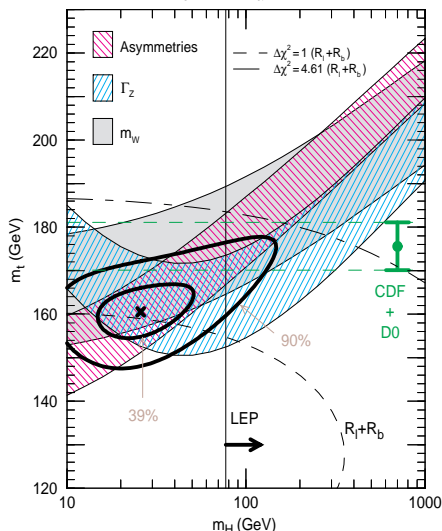 Asymmetries
Γ_Z
m_W
Δχ²=1 (R_l+R_b)
Δχ²=4.61 (R_l+R_b)
230
220
200
180
160
140
120
m_t (GeV)
CDF
+
D0
90%
39%
LEP
R_l+R_b
10
100
1000
m_H (GeV)